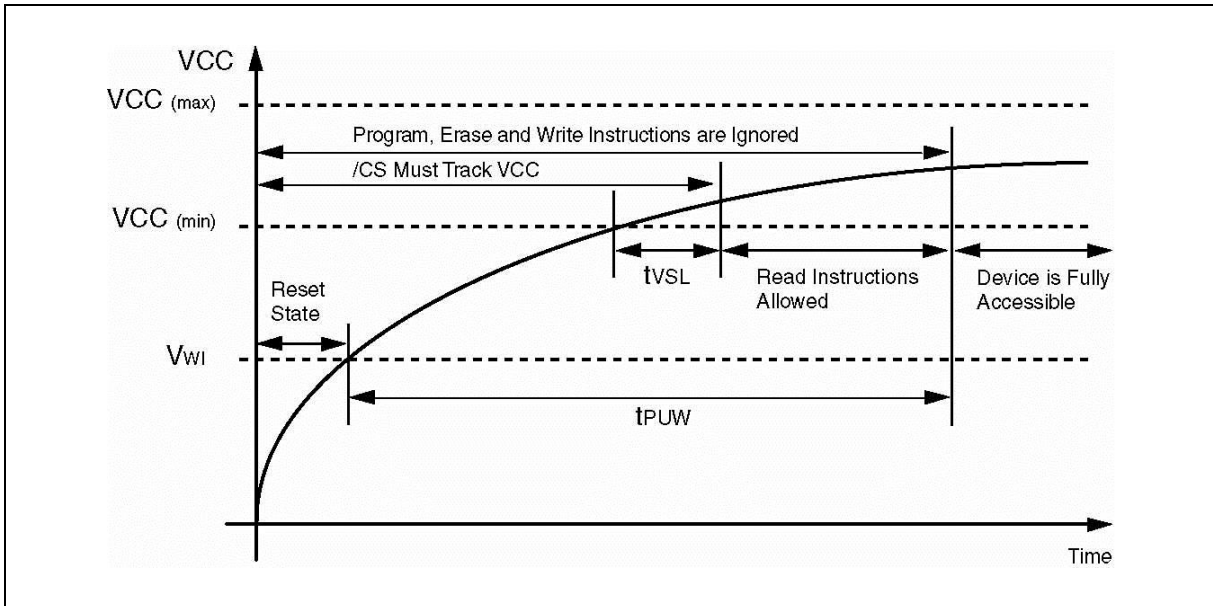 VCC
VCC (max)
Program, Erase and Write Instructions are Ignored
/CS Must Track VCC
VCC (min)
tVSL
Read Instructions
Allowed
Device is Fully
Accessible
Reset
State
VWI
tPUW
Time